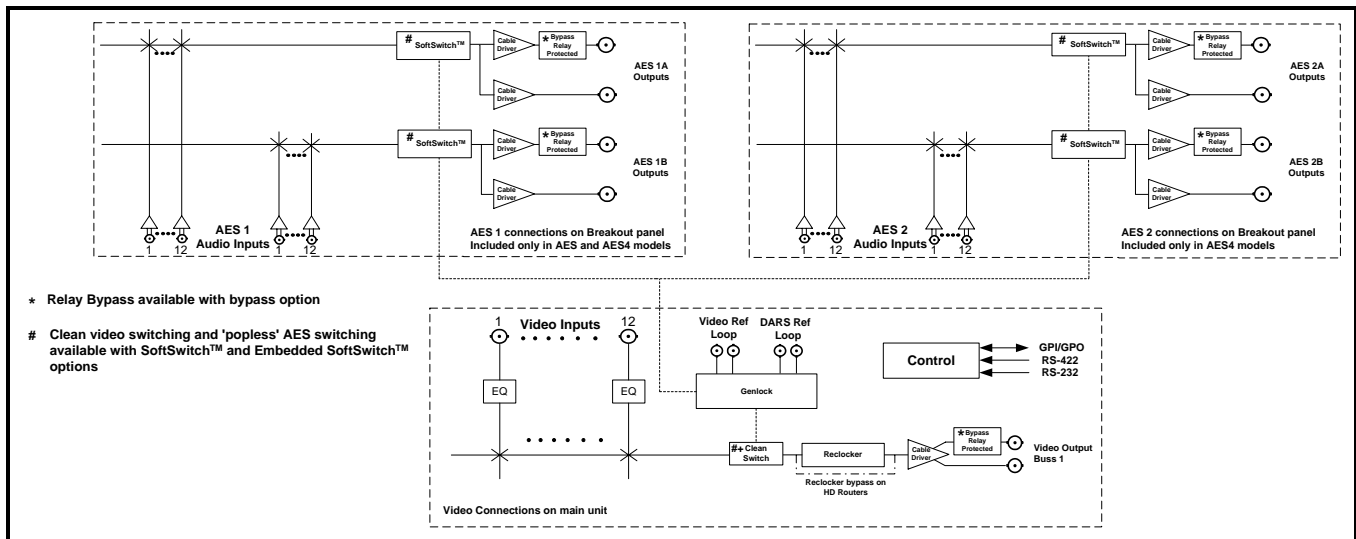 # SoftSwitch™
Cable
Driver
* Bypass
Relay
Protected
AES 1A
Outputs
Cable
Driver
# SoftSwitch™
Cable
Driver
* Bypass
Relay
Protected
AES 1B
Outputs
Cable
Driver
AES 1
Audio Inputs
1 12 1 12
AES 1 connections on Breakout panel
Included only in AES and AES4 models
# SoftSwitch™
Cable
Driver
* Bypass
Relay
Protected
AES 2A
Outputs
Cable
Driver
# SoftSwitch™
Cable
Driver
* Bypass
Relay
Protected
AES 2B
Outputs
Cable
Driver
AES 2
Audio Inputs
1 12 1 12
AES 2 connections on Breakout panel
Included only in AES4 models
* Relay Bypass available with bypass option
# Clean video switching and 'popless' AES switching
available with SoftSwitch™ and Embedded SoftSwitch™
options
1 Video Inputs 12
EQ EQ
Video Ref
Loop
DARS Ref
Loop
Genlock
Control
GPI/GPO
RS-422
RS-232
#+ Clean
Switch
Reclocker
Reclocker bypass on
HD Routers
Cable
Driver
* Bypass
Relay
Protected
Video Output
Buss 1
Video Connections on main unit